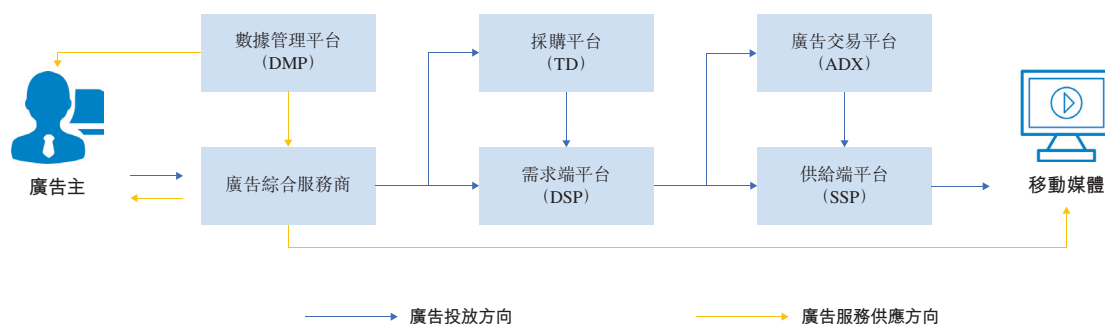 數據管理平台
（DMP）
採購平台
（TD）
廣告交易平台
（ADX）
廣告主
廣告綜合服務商
需求端平台
（DSP）
供給端平台
（SSP）
移動媒體
廣告投放方向
廣告服務供應方向